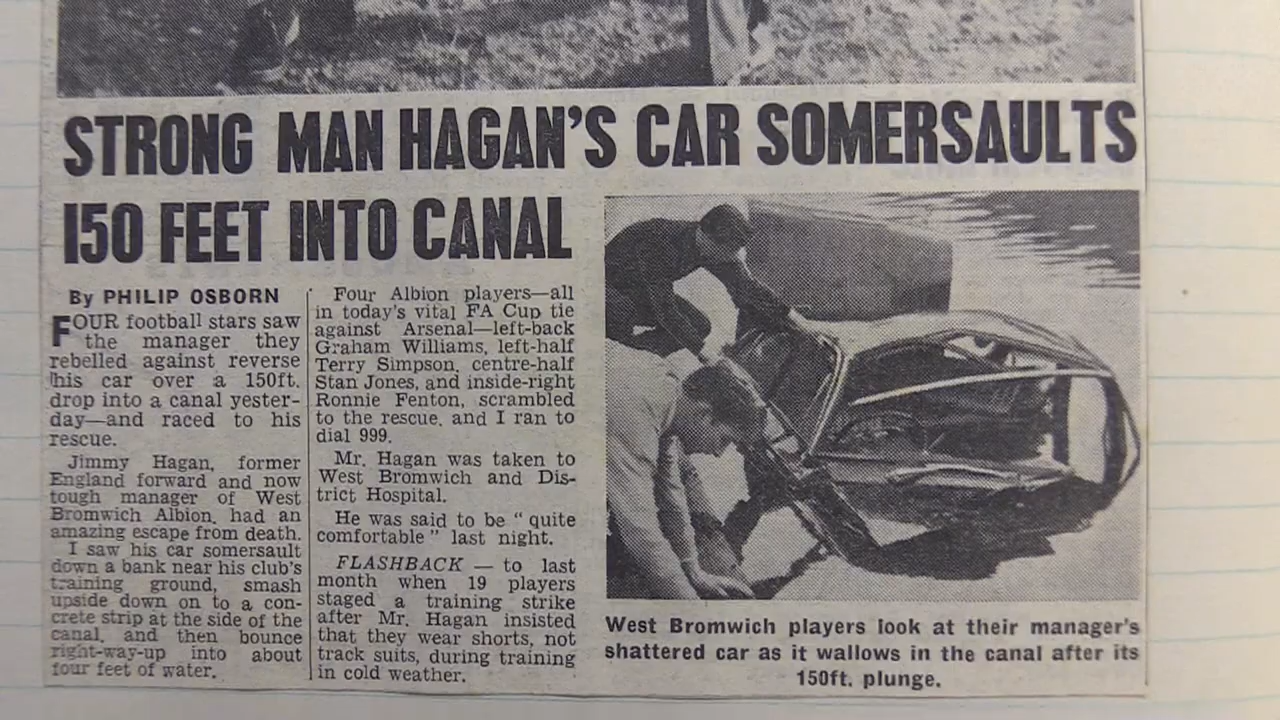 STRONG MAN HAGAN'S CAR SOMERSAULTS
150 FEET INTO CANAL
By PHILIP OSBORN
FOUR football stars saw
the manager they
rebelled against reverse
his car over a 150ft.
drop into a canal yester-
day—and raced to his
rescue.
Jimmy Hagan, former
England forward and now
tough manager of West
Bromwich Albion, had an
amazing escape from death.
I saw his car somersault
down a bank near his club's
training ground, smash
upside down on to a con-
crete strip at the side of the
canal, and then bounce
right-way-up into about
four feet of water.
Four Albion players—all
in today's vital FA Cup tie
against Arsenal—left-back
Graham Williams, left-half
Terry Simpson, centre-half
Stan Jones, and inside-right
Ronnie Fenton, scrambled
to the rescue, and I ran to
dial 999.
Mr. Hagan was taken to
West Bromwich and Dis-
trict Hospital.
He was said to be " quite
comfortable " last night.
FLASHBACK — to last
month when 19 players
staged a training strike
after Mr. Hagan insisted
that they wear shorts, not
track suits, during training
in cold weather.
West Bromwich players look at their manager's
shattered car as it wallows in the canal after its
150ft. plunge.